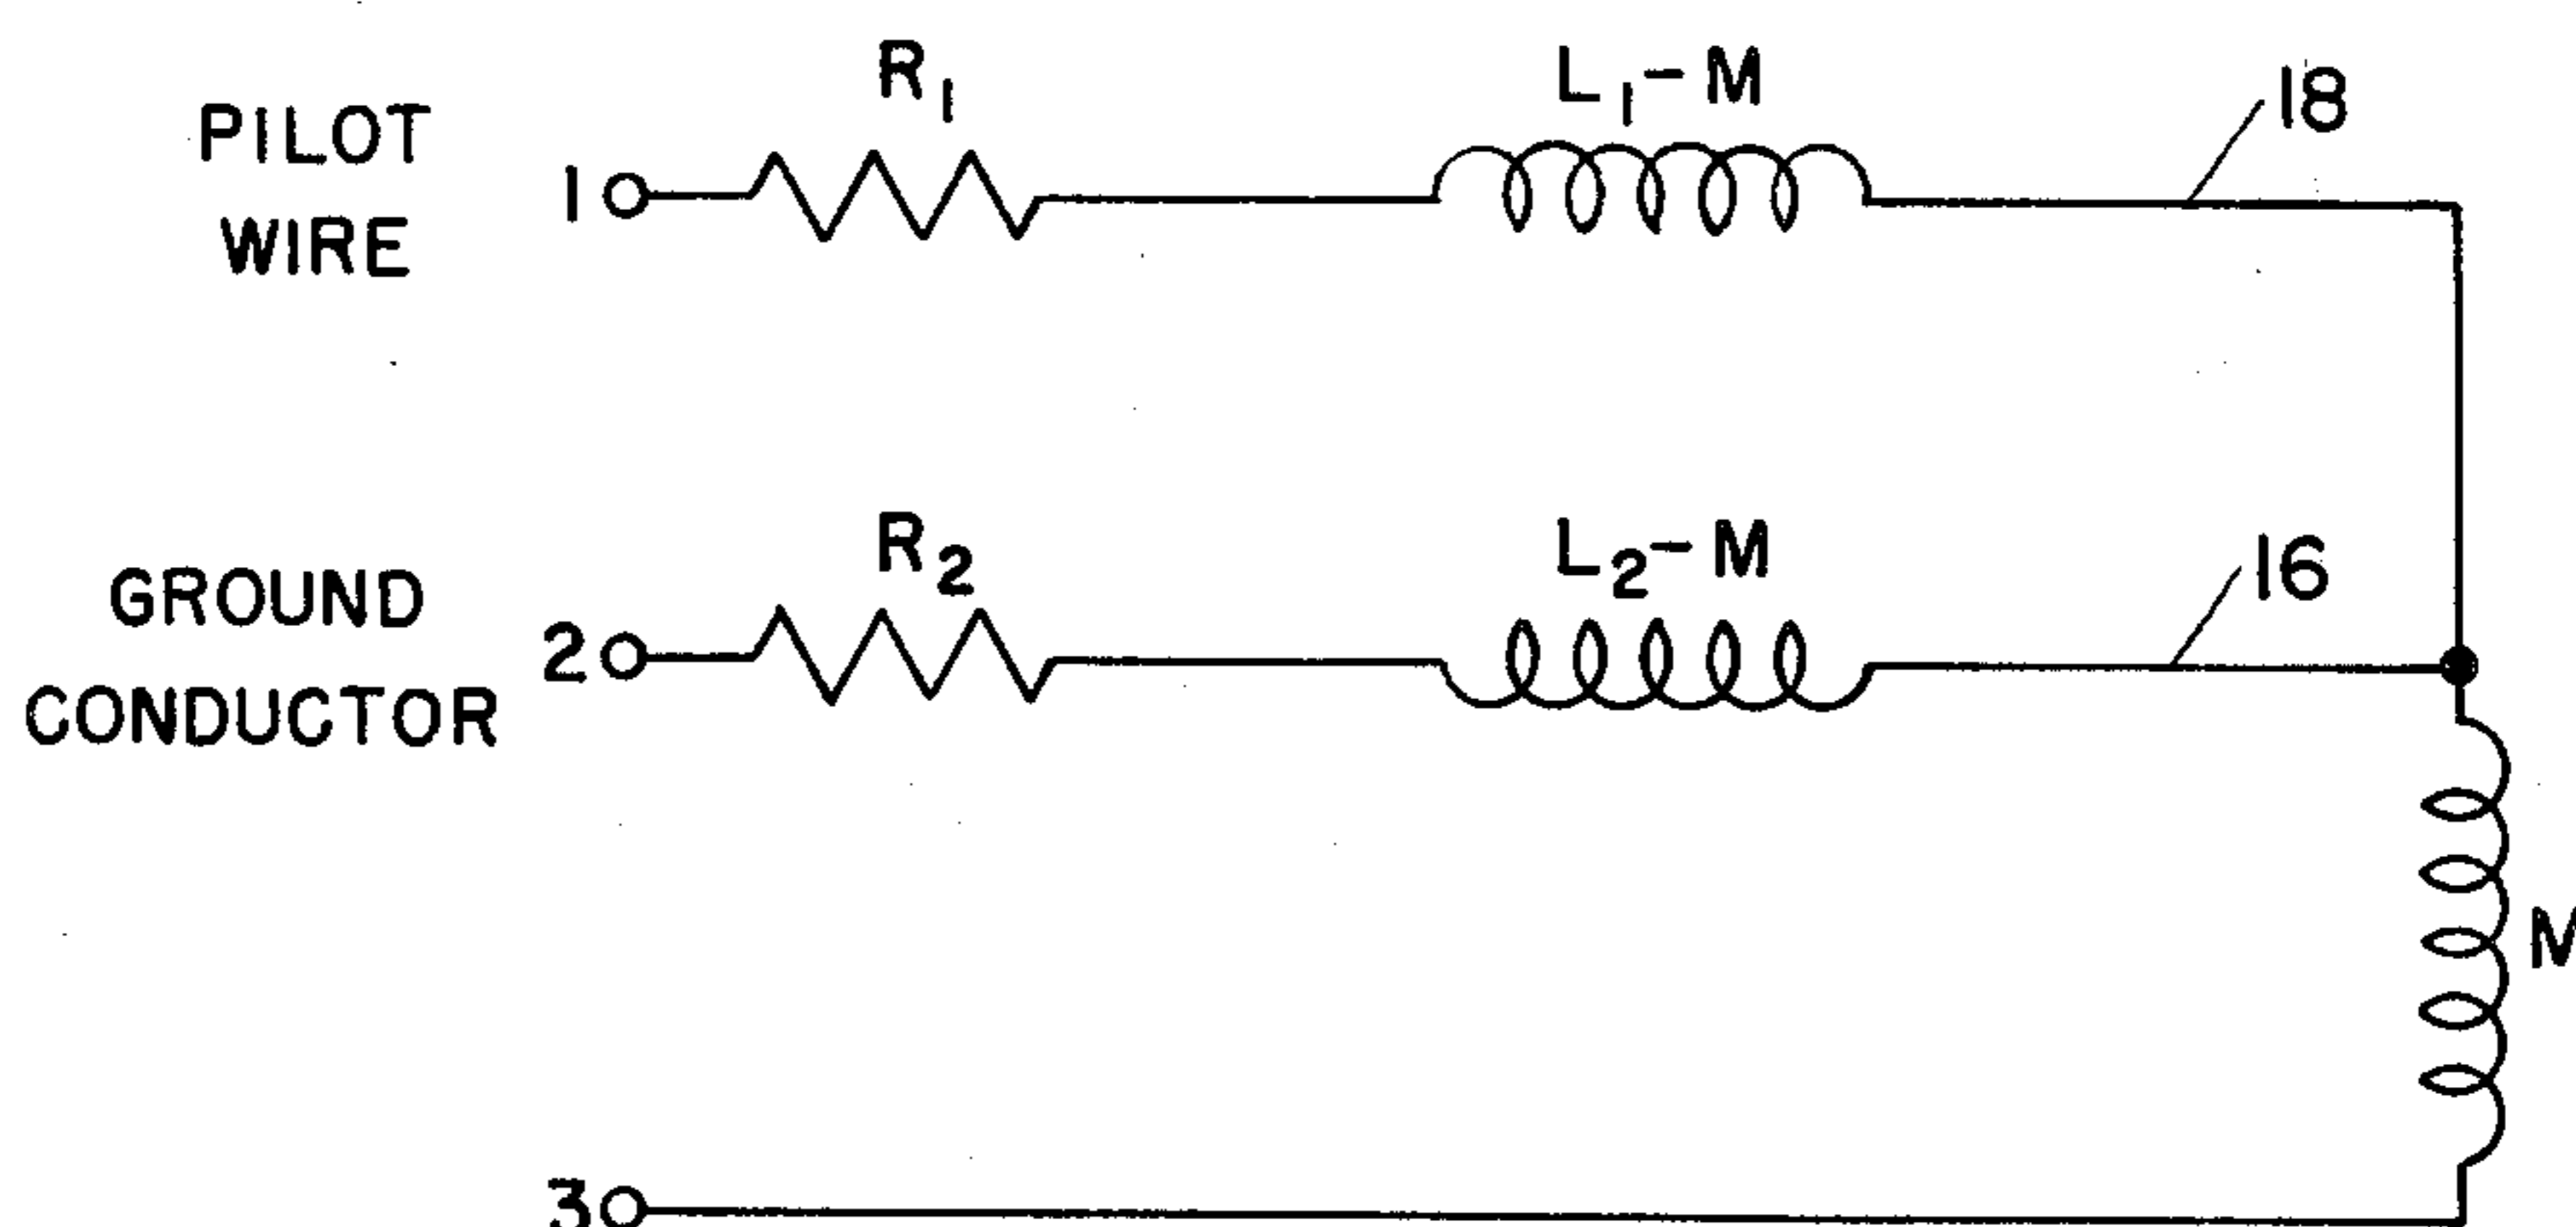 R₁
L₁-M
18
PILOT
WIRE
1
R₂
L₂-M
16
GROUND
CONDUCTOR
2
M
3